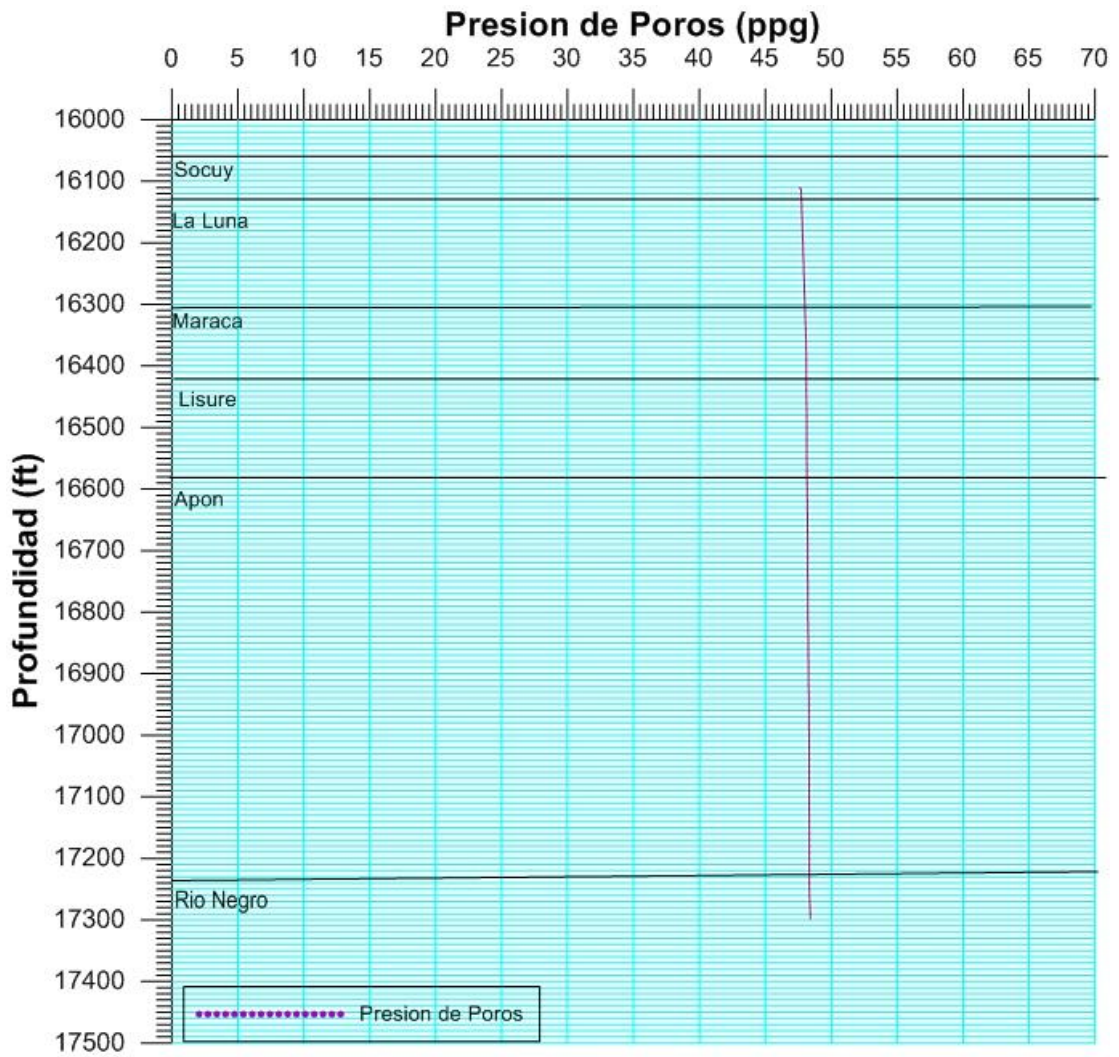 Presion de Poros (ppg)
0 5 10 15 20 25 30 35 40 45 50 55 60 65 70
16000
Socuy
16100
La Luna
16200
16300
Maraca
16400
Lisure
16500
16600
Apon
16700
16800
16900
17000
17100
17200
Rio Negro
17300
17400
17500
Profundidad (ft)
Presion de Poros